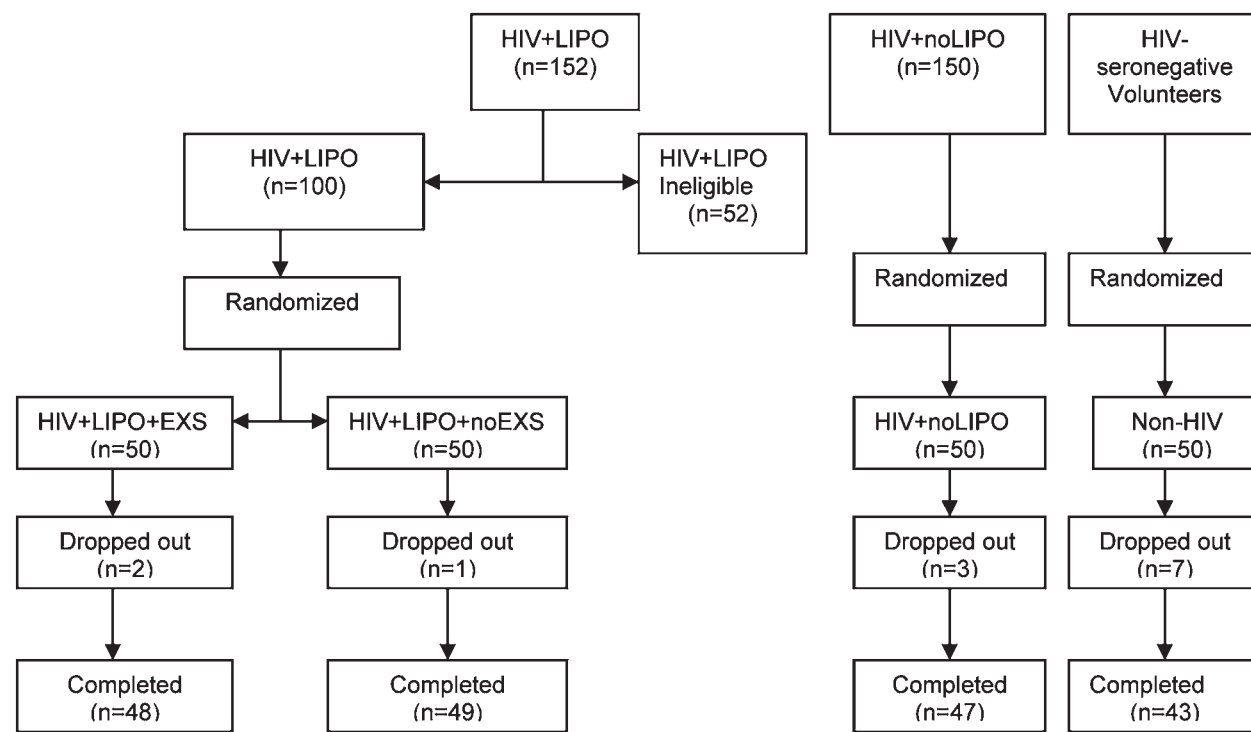 HIV+LIPO
(n=152)
HIV+noLIPO
(n=150)
HIV-
seronegative
Volunteers
HIV+LIPO
(n=100)
HIV+LIPO
Ineligible
(n=52)
Randomized
Randomized
Randomized
HIV+LIPO+EXS
(n=50)
HIV+LIPO+noEXS
(n=50)
HIV+noLIPO
(n=50)
Non-HIV
(n=50)
Dropped out
(n=2)
Dropped out
(n=1)
Dropped out
(n=3)
Dropped out
(n=7)
Completed
(n=48)
Completed
(n=49)
Completed
(n=47)
Completed
(n=43)